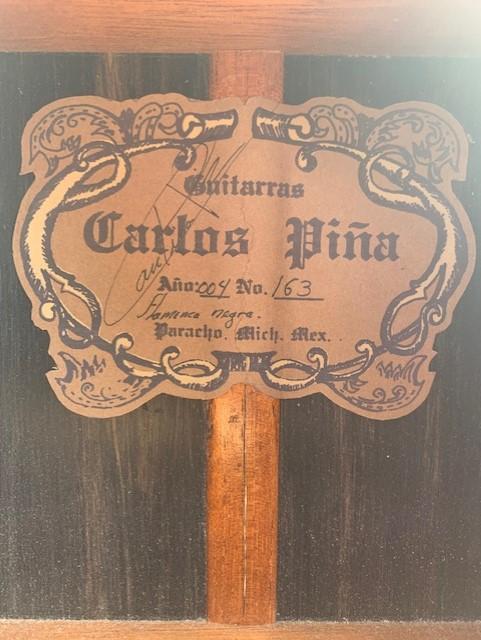 Guitarras
Carlos Piña
Año:004 No. 163
Flamenca negra.
Paracho. Mich. Mex.